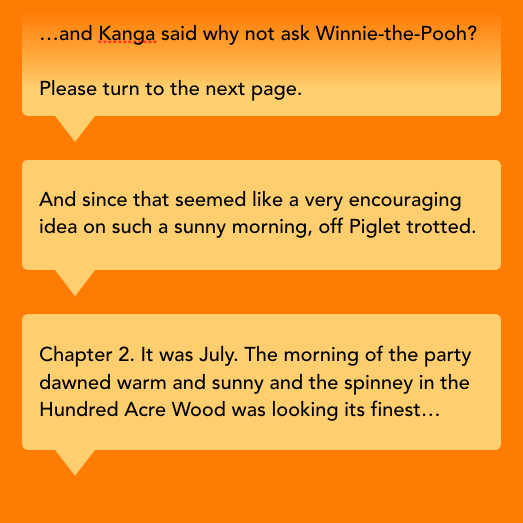 …and Kanga said why not ask Winnie-the-Pooh?
Please turn to the next page.
And since that seemed like a very encouraging
idea on such a sunny morning, off Piglet trotted.
Chapter 2. It was July. The morning of the party
dawned warm and sunny and the spinney in the
Hundred Acre Wood was looking its finest…